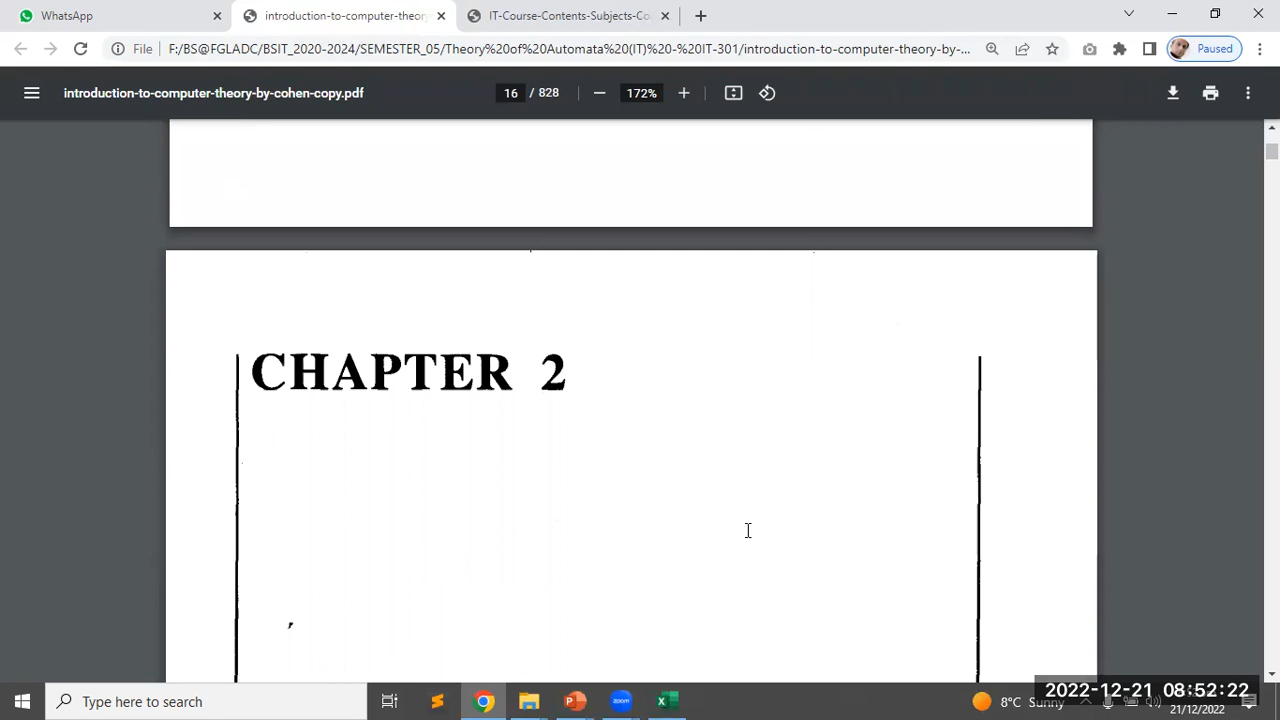 WhatsApp
introduction-to-computer-theory
IT-Course-Contents-Subjects-Co
File
F:/BS@FGLADC/BSIT_2020-2024/SEMESTER_05/Theory%20of%20Automata%20(IT)%20-%20IT-301/introduction-to-computer-theory-by-...
Paused
introduction-to-computer-theory-by-cohen-copy.pdf
16 / 828
172%
CHAPTER 2
Type here to search
zoom
8°C Sunny
2022-12-21 08:52:22
21/12/2022